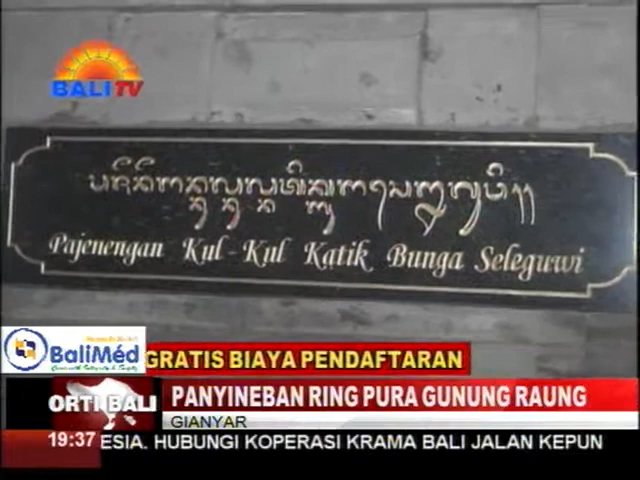 BALI TV
Pajenengan Kul-Kul Katik Bunga Seleguwi
BaliMéd
GRATIS BIAYA PENDAFTARAN
ORTI BALI
PANYINEBAN RING PURA GUNUNG RAUNG
GIANYAR
19:37 ESIA. HUBUNGI KOPERASI KRAMA BALI JALAN KEPUN